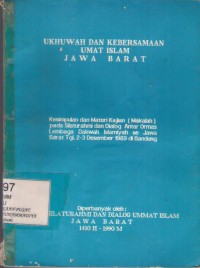 UKHUWAH DAN KEBERSAMAAN
UMAT ISLAM
JAWA BARAT
Kesimpulan dan Materi Kajian ( Makalah )
pada Silaturahmi dan Dialog Antar Ormas
Lembaga Dakwah Islamiyah se Jawa
Barat Tgl. 2-3 Desember 1989 di Bandung
97
Diperbanyak oleh :
SILATURAHMI DAN DIALOG UMMAT ISLAM
JAWA BARAT
1410 H - 1990 M